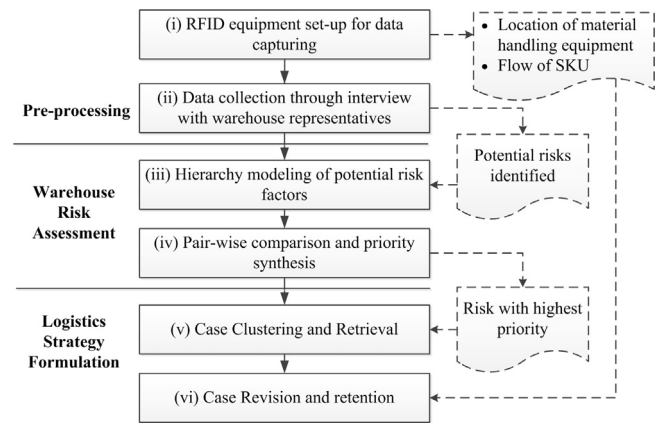 (i) RFID equipment set-up for data
capturing
• Location of material
handling equipment
• Flow of SKU
Pre-processing
(ii) Data collection through interview
with warehouse representatives
Potential risks
identified
Warehouse
Risk
Assessment
(iii) Hierarchy modeling of potential risk
factors
(iv) Pair-wise comparison and priority
synthesis
Risk with highest
priority
Logistics
Strategy
Formulation
(v) Case Clustering and Retrieval
(vi) Case Revision and retention